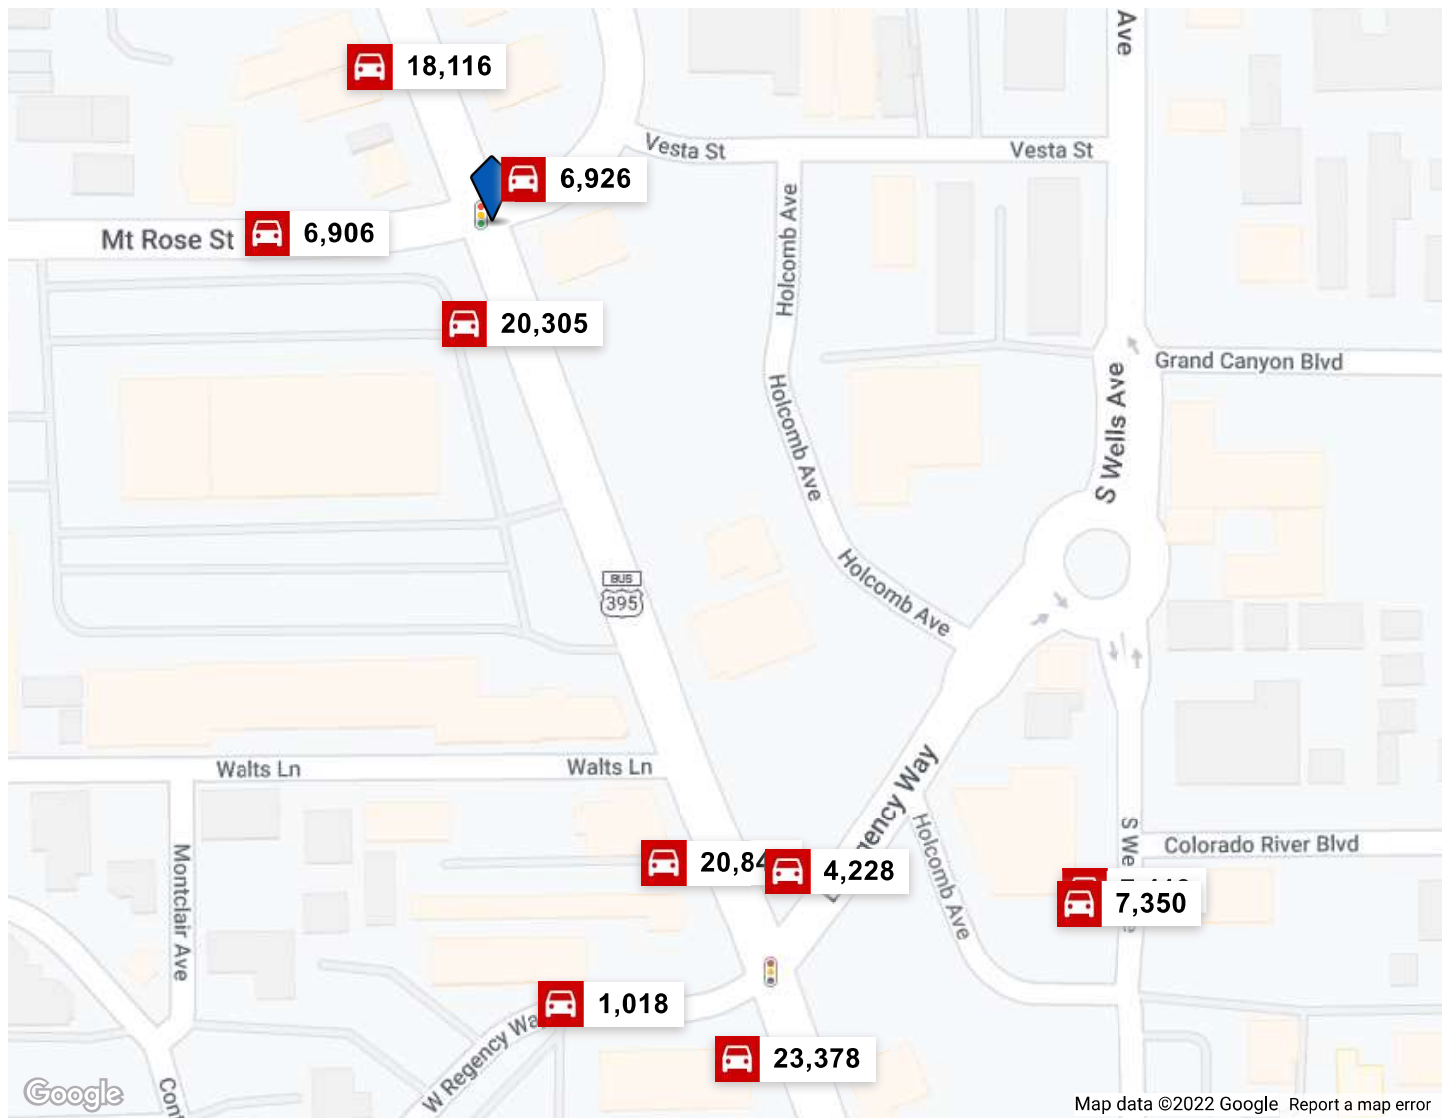 Ave
18,116
Vesta St
Vesta St
6,926
Mt Rose St
6,906
Holcomb Ave
20,305
Grand Canyon Blvd
S Wells Ave
Holcomb Ave
Holcomb Ave
BUS
395
Walts Ln
Walts Ln
Montclair Ave
4,228
Holcomb Ave
Colorado River Blvd
7,350
1,018
W Regency
23,378
Google
Map data ©2022 Google Report a map error